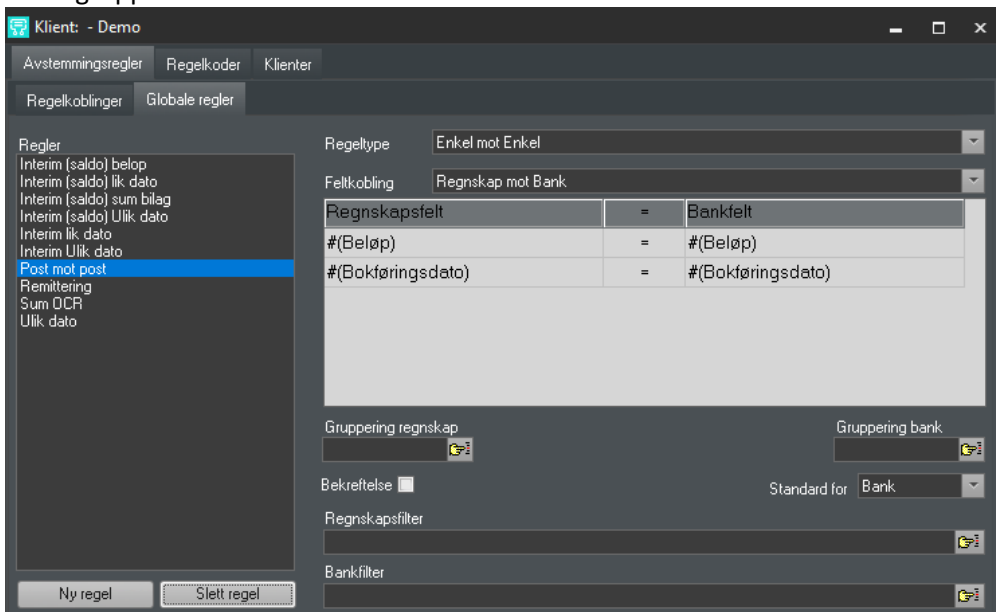 Klient: - Demo
Avstemmingsregler Regelkoder Klienter
Regelkoblinger Globale regler
Regler
Interim (saldo) belop
Interim (saldo) lik dato
Interim (saldo) sum bilag
Interim (saldo) Ulik dato
Interim lik dato
Interim Ulik dato
Post mot post
Remittering
Sum OCR
Ulik dato
Ny regel Slett regel
Regeltype Enkel mot Enkel
Feltkobling Regnskap mot Bank
Regnskapsfelt = Bankfelt
#(Beløp) = #(Beløp)
#(Bokføringsdato) = #(Bokføringsdato)
Gruppering regnskap Gruppering bank
Bekreftelse Standard for Bank
Regnskapsfilter
Bankfilter